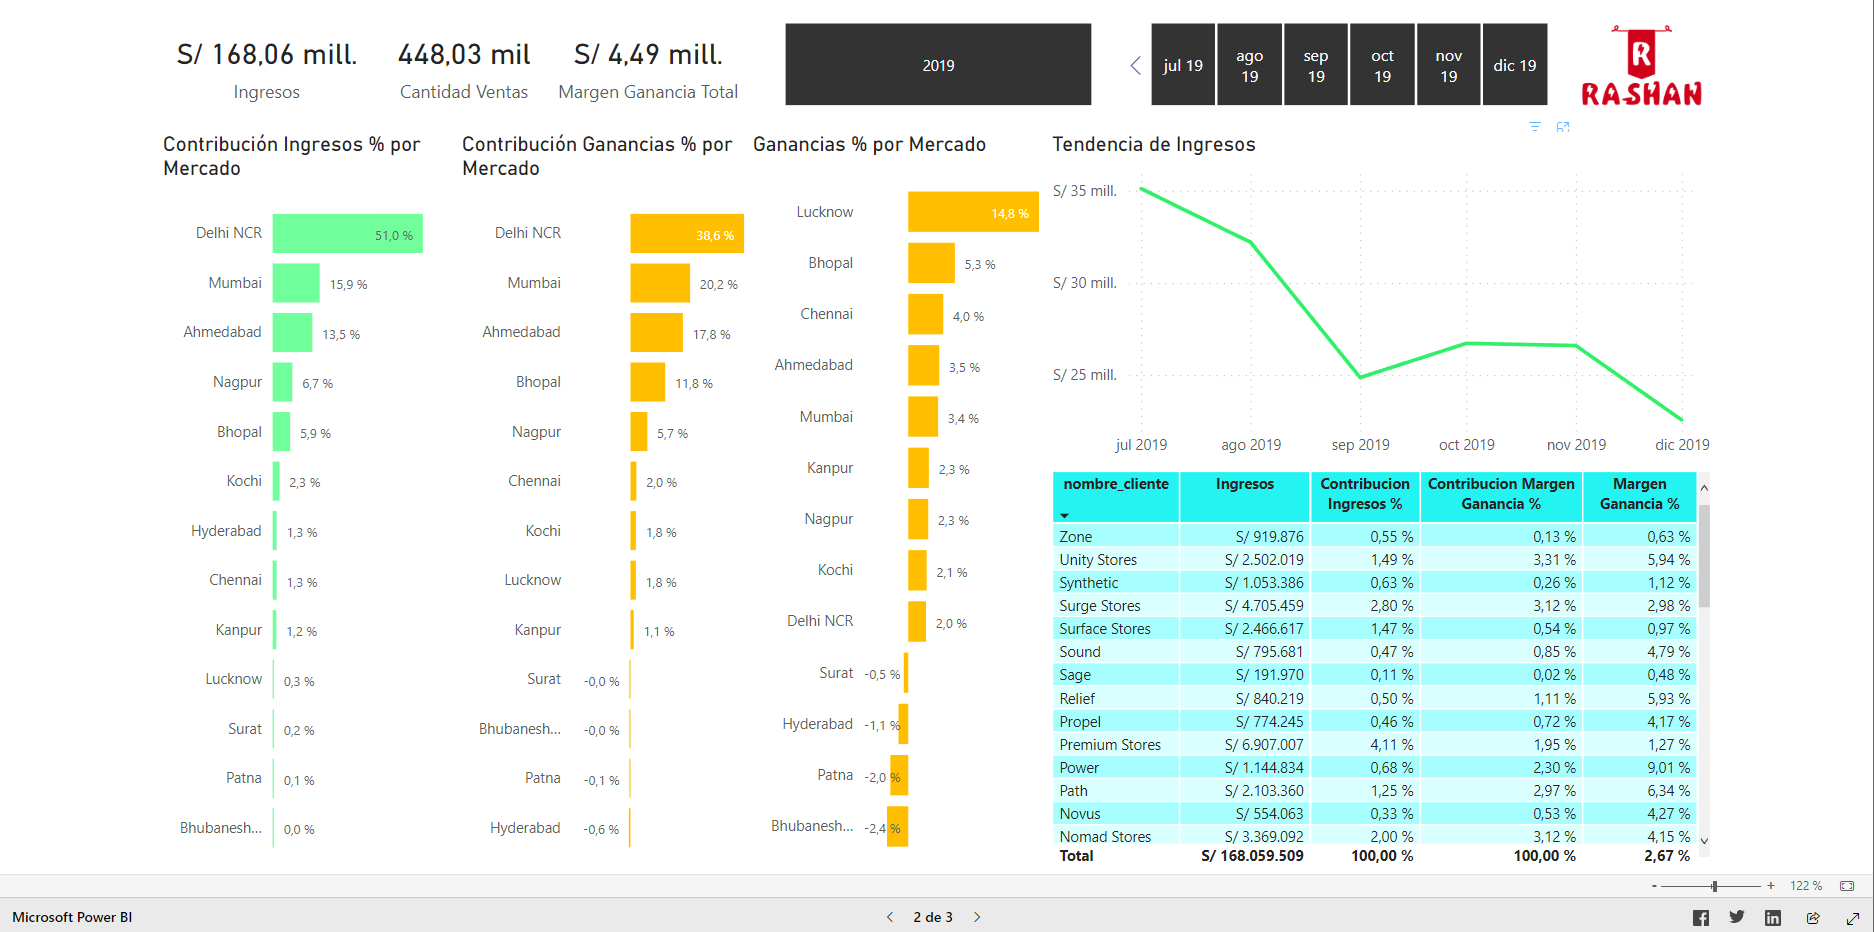 S/ 168,06 mill.
Ingresos
448,03 mil
Cantidad Ventas
S/ 4,49 mill.
Margen Ganancia Total
2019
jul 19
ago
19
sep
19
oct
19
nov
19
dic 19
R
RASHAN
Contribución Ingresos % por
Mercado
Delhi NCR 51,0 %
Mumbai 15,9 %
Ahmedabad 13,5 %
Nagpur 6,7 %
Bhopal 5,9 %
Kochi 2,3 %
Hyderabad 1,3 %
Chennai 1,3 %
Kanpur 1,2 %
Lucknow 0,3 %
Surat 0,2 %
Patna 0,1 %
Bhubanesh... 0,0 %
Contribución Ganancias % por
Mercado
Delhi NCR 38,6 %
Mumbai 20,2 %
Ahmedabad 17,8 %
Bhopal 11,8 %
Nagpur 5,7 %
Chennai 2,0 %
Kochi 1,8 %
Lucknow 1,8 %
Kanpur 1,1 %
Surat -0,0 %
Bhubanesh... -0,0 %
Patna -0,1 %
Hyderabad -0,6 %
Ganancias % por Mercado
Lucknow 14,8 %
Bhopal 5,3 %
Chennai 4,0 %
Ahmedabad 3,5 %
Mumbai 3,4 %
Kanpur 2,3 %
Nagpur 2,3 %
Kochi 2,1 %
Delhi NCR 2,0 %
Surat -0,5 %
Hyderabad -1,1 %
Patna -2,0 %
Bhubanesh... -2,4 %
Tendencia de Ingresos
S/ 35 mill.
S/ 30 mill.
S/ 25 mill.
jul 2019 ago 2019 sep 2019 oct 2019 nov 2019 dic 2019
nombre_cliente Ingresos Contribucion Ingresos % Contribucion Margen Ganancia % Margen Ganancia %
Zone S/ 919.876 0,55 % 0,13 % 0,63 %
Unity Stores S/ 2.502.019 1,49 % 3,31 % 5,94 %
Synthetic S/ 1.053.386 0,63 % 0,26 % 1,12 %
Surge Stores S/ 4.705.459 2,80 % 3,12 % 2,98 %
Surface Stores S/ 2.466.617 1,47 % 0,54 % 0,97 %
Sound S/ 795.681 0,47 % 0,85 % 4,79 %
Sage S/ 191.970 0,11 % 0,02 % 0,48 %
Relief S/ 840.219 0,50 % 1,11 % 5,93 %
Propel S/ 774.245 0,46 % 0,72 % 4,17 %
Premium Stores S/ 6.907.007 4,11 % 1,95 % 1,27 %
Power S/ 1.144.834 0,68 % 2,30 % 9,01 %
Path S/ 2.103.360 1,25 % 2,97 % 6,34 %
Novus S/ 554.063 0,33 % 0,53 % 4,27 %
Nomad Stores S/ 3.369.092 2,00 % 3,12 % 4,15 %
Total S/ 168.059.509 100,00 % 100,00 % 2,67 %
- + 122 %
Microsoft Power BI
2 de 3